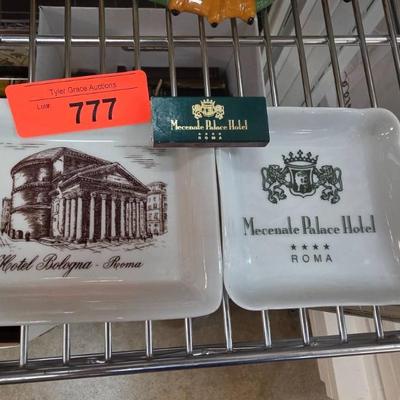 Tyler Grace Auctions
Lot#: 777
Mecenate Palace Hotel
★★★★
ROMA
Hotel Bologna - Roma
Mecenate Palace Hotel
★★★★
ROMA